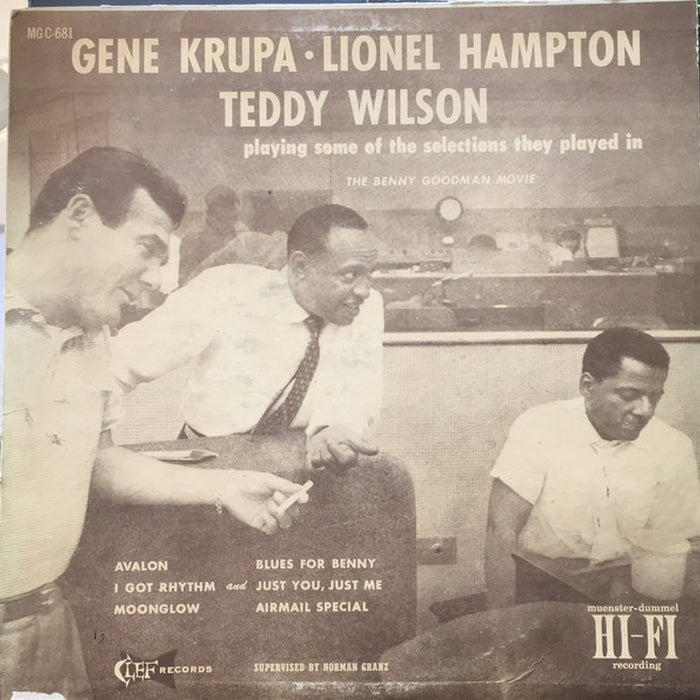 MG C-681
GENE KRUPA · LIONEL HAMPTON
TEDDY WILSON
playing some of the selections they played in
THE BENNY GOODMAN MOVIE
AVALON
I GOT RHYTHM and
MOONGLOW
BLUES FOR BENNY
JUST YOU, JUST ME
AIRMAIL SPECIAL
CLEF RECORDS
SUPERVISED BY NORMAN GRANZ
muenster-dummel
HI-FI
recording